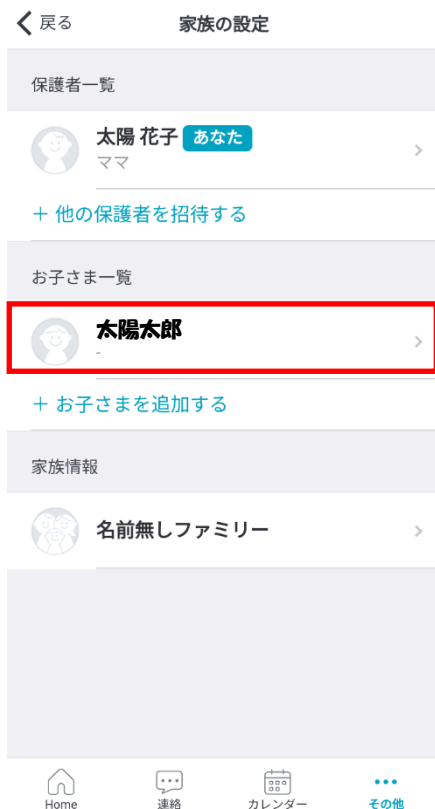 戻る 家族の設定
保護者一覧
太陽 花子 あなた
ママ
+ 他の保護者を招待する
お子さま一覧
太陽太郎
-
+ お子さまを追加する
家族情報
名前無しファミリー
Home 連絡 カレンダー その他